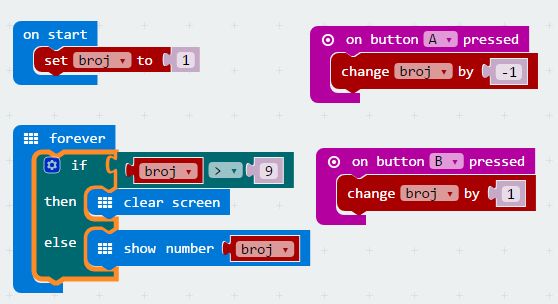 on start
set broj to 1
on button A pressed
change broj by -1
forever
if broj > 9
then clear screen
else show number broj
on button B pressed
change broj by 1